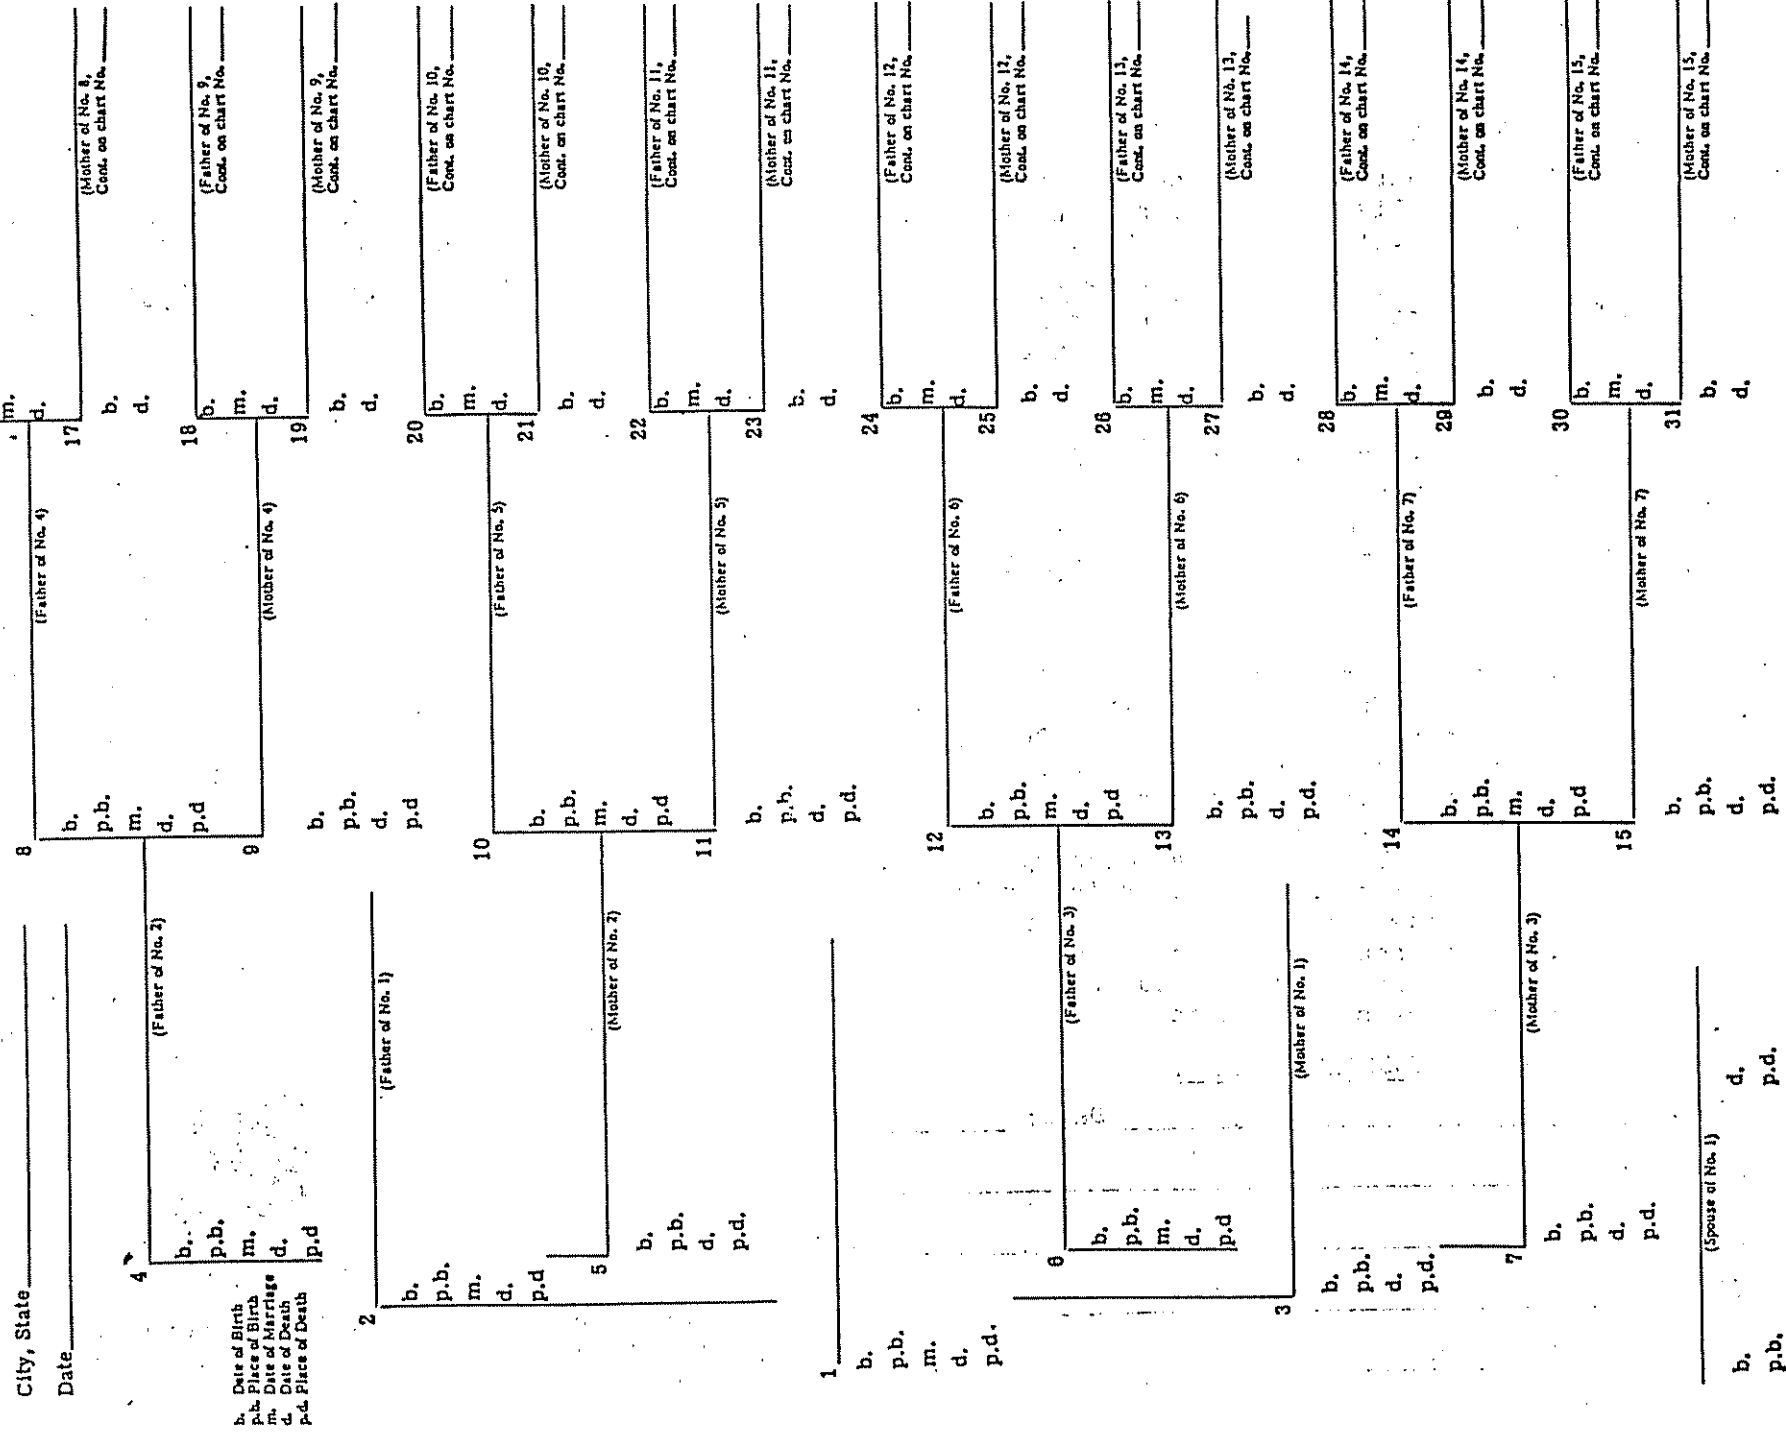 City, State
Date
b. Date of Birth
p.b. Place of Birth
m. Date of Marriage
d. Date of Death
p.d. Place of Death
1
b.
p.b.
m.
d.
p.d.
(Spouse of No. 1)
b.
d.
p.b.
p.d.
2
(Father of No. 1)
b.
p.b.
m.
d.
p.d
3
(Mother of No. 1)
b.
p.b.
d.
p.d.
4
(Father of No. 2)
b.
p.b.
m.
d.
p.d
5
(Mother of No. 2)
b.
p.b.
d.
p.d.
6
(Father of No. 3)
b.
p.b.
m.
d.
p.d
7
(Mother of No. 3)
b.
p.b.
d.
p.d.
8
(Father of No. 4)
b.
p.b.
m.
d.
p.d
9
(Mother of No. 4)
b.
p.b.
d.
p.d
10
(Father of No. 5)
b.
p.b.
m.
d.
p.d
11
(Mother of No. 5)
b.
p.b.
d.
p.d.
12
(Father of No. 6)
b.
p.b.
m.
d.
p.d
13
(Mother of No. 6)
b.
p.b.
d.
p.d.
14
(Father of No. 7)
b.
p.b.
m.
d.
p.d
15
(Mother of No. 7)
b.
p.b.
d.
p.d.
m.
d.
17
(Mother of No. 8,
Cont. on chart No.
b.
d.
18
(Father of No. 9,
Cont. on chart No.
b.
m.
d.
19
(Mother of No. 9,
Cont. on chart No.
b.
d.
20
(Father of No. 10,
Cont. on chart No.
b.
m.
d.
21
(Mother of No. 10,
Cont. on chart No.
b.
d.
22
(Father of No. 11,
Cont. on chart No.
b.
m.
d.
23
(Mother of No. 11,
Cont. on chart No.
b.
d.
24
(Father of No. 12,
Cont. on chart No.
b.
m.
d.
25
(Mother of No. 12,
Cont. on chart No.
b.
d.
26
(Father of No. 13,
Cont. on chart No.
b.
m.
d.
27
(Mother of No. 13,
Cont. on chart No.
b.
d.
28
(Father of No. 14,
Cont. on chart No.
b.
m.
d.
29
(Mother of No. 14,
Cont. on chart No.
b.
d.
30
(Father of No. 15,
Cont. on chart No.
b.
m.
d.
31
(Mother of No. 15,
Cont. on chart No.
b.
d.